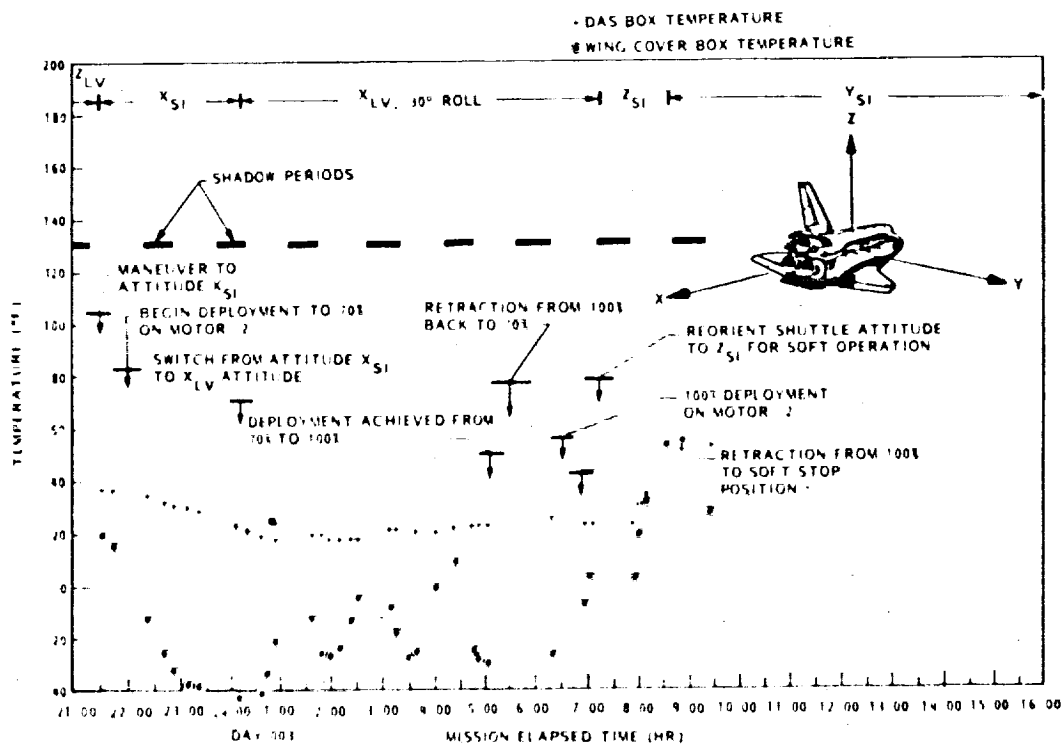 • DAS BOX TEMPERATURE
WING COVER BOX TEMPERATURE
Z LV
X SI
X LV, 30° ROLL
Z SI
Y SI
SHADOW PERIODS
MANEUVER TO
ATTITUDE X SI
BEGIN DEPLOYMENT TO 70%
ON MOTOR 2
SWITCH FROM ATTITUDE X SI
TO X LV ATTITUDE
DEPLOYMENT ACHIEVED FROM
70% TO 100%
RETRACTION FROM 100%
BACK TO 70%
REORIENT SHUTTLE ATTITUDE
TO Z SI FOR SOFT OPERATION
100% DEPLOYMENT
ON MOTOR 2
RETRACTION FROM 100%
TO SOFT STOP
POSITION
Z
X
Y
TEMPERATURE (°F)
200
180
160
140
120
100
80
60
40
20
0
20
40
21 00 22 00 23 00 24 00 1 00 2 00 3 00 4 00 5 00 6 00 7 00 8 00 9 00 10 00 11 00 12 00 13 00 14 00 15 00 16 00
DAY 003
MISSION ELAPSED TIME (HR)